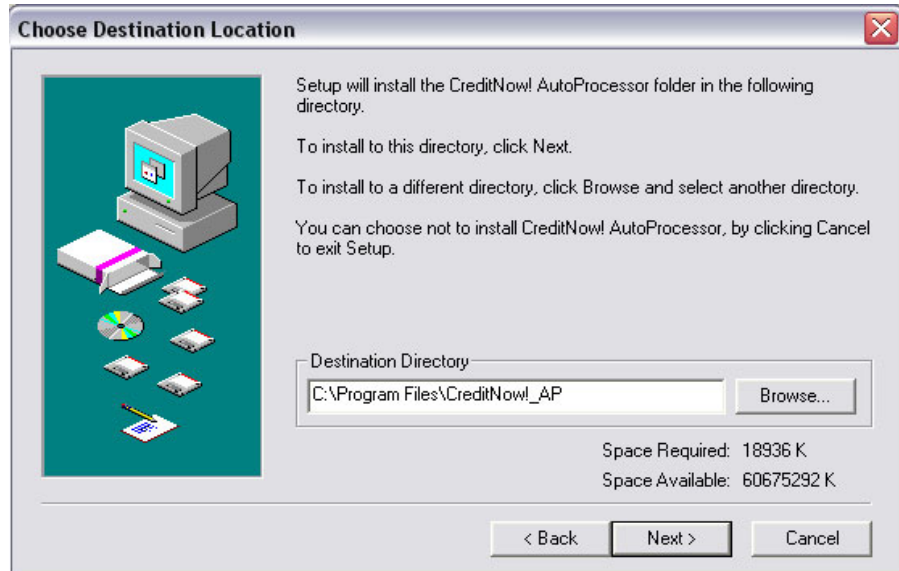 Choose Destination Location
Setup will install the CreditNow! AutoProcessor folder in the following
directory.
To install to this directory, click Next.
To install to a different directory, click Browse and select another directory.
You can choose not to install CreditNow! AutoProcessor, by clicking Cancel
to exit Setup.
Destination Directory
C:\Program Files\CreditNow!_AP
Browse...
Space Required: 18936 K
Space Available: 60675292 K
< Back
Next >
Cancel